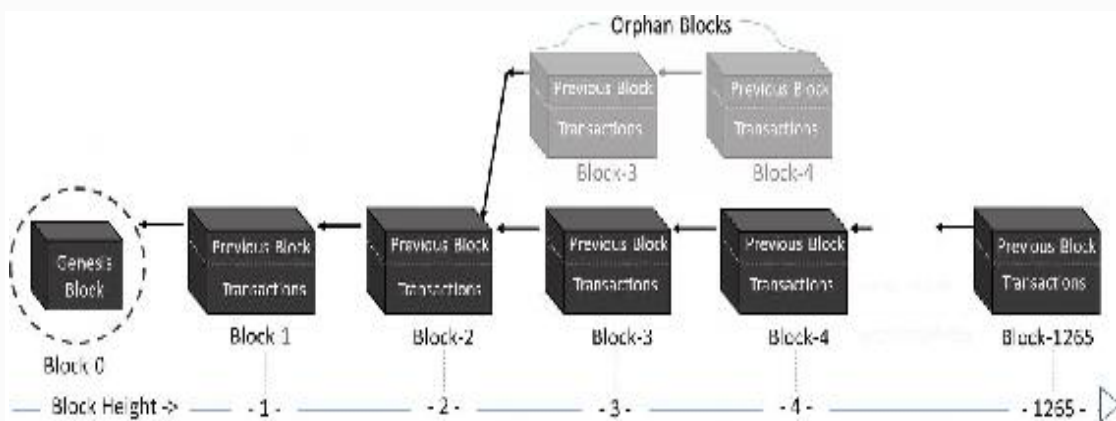 Orphan Blocks
Previous Block
Transactions
Block-3
Previous Block
Transactions
Block-4
Genesis
Block
Block 0
Previous Block
Transactions
Block 1
Previous Block
Transactions
Block-2
Previous Block
Transactions
Block-3
Previous Block
Transactions
Block-4
Previous Block
Transactions
Block-1265
Block Height -> - 1 - - 2 - - 3 - - 4 - - 1265 -